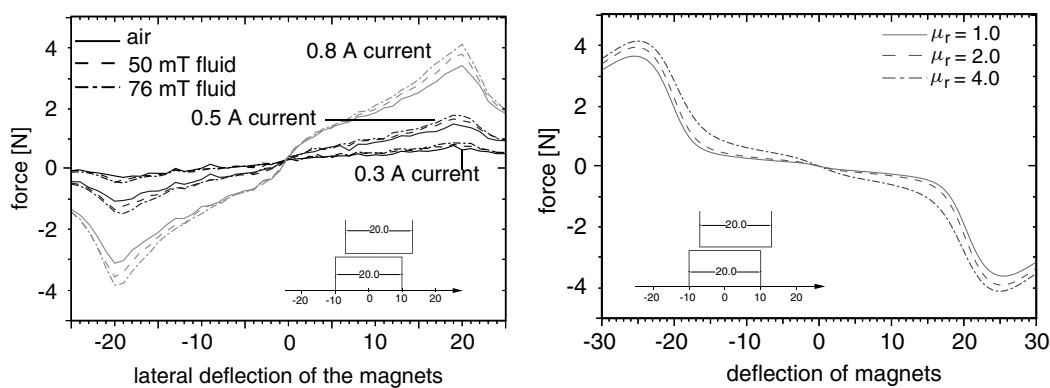 air
50 mT fluid
76 mT fluid
0.8 A current
0.5 A current
0.3 A current
4
2
0
-2
-4
force [N]
20.0
20.0
-20 -10 0 10 20
-20 -10 0 10 20
lateral deflection of the magnets
μr = 1.0
μr = 2.0
μr = 4.0
4
2
0
-2
-4
force [N]
20.0
20.0
-20 -10 0 10 20
-30 -20 -10 0 10 20 30
deflection of magnets